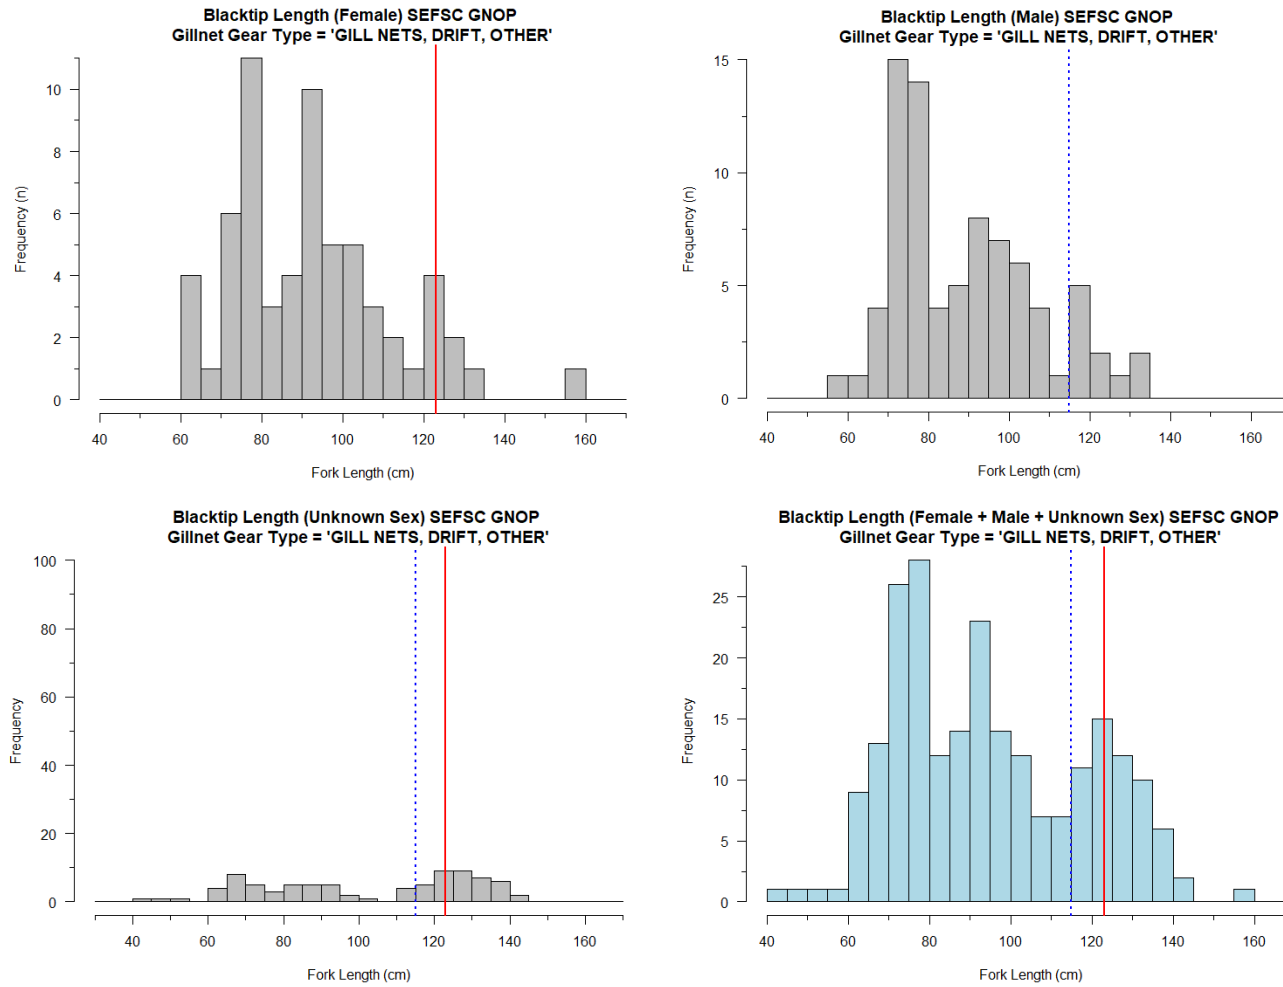 Blacktip Length (Female) SEFSC GNOP
Gillnet Gear Type = 'GILL NETS, DRIFT, OTHER'
Frequency (n)
10
8
6
4
2
0
40 60 80 100 120 140 160
Fork Length (cm)
Blacktip Length (Male) SEFSC GNOP
Gillnet Gear Type = 'GILL NETS, DRIFT, OTHER'
Frequency (n)
15
10
5
0
40 60 80 100 120 140 160
Fork Length (cm)
Blacktip Length (Unknown Sex) SEFSC GNOP
Gillnet Gear Type = 'GILL NETS, DRIFT, OTHER'
Frequency
100
80
60
40
20
0
40 60 80 100 120 140 160
Fork Length (cm)
Blacktip Length (Female + Male + Unknown Sex) SEFSC GNOP
Gillnet Gear Type = 'GILL NETS, DRIFT, OTHER'
Frequency
25
20
15
10
5
0
40 60 80 100 120 140 160
Fork Length (cm)